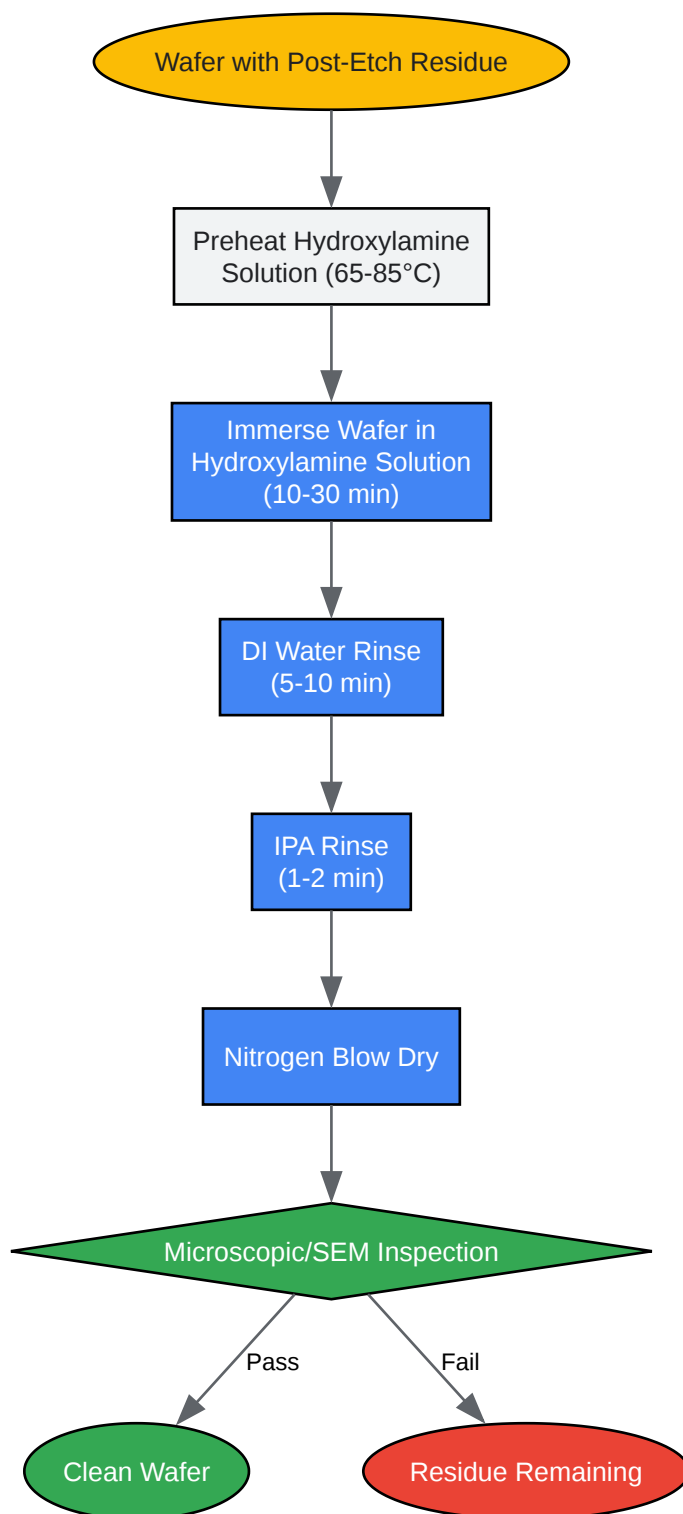 Wafer with Post-Etch Residue
Preheat Hydroxylamine
Solution (65-85°C)
Immerse Wafer in
Hydroxylamine Solution
(10-30 min)
DI Water Rinse
(5-10 min)
IPA Rinse
(1-2 min)
Nitrogen Blow Dry
Microscopic/SEM Inspection
Pass
Fail
Clean Wafer
Residue Remaining